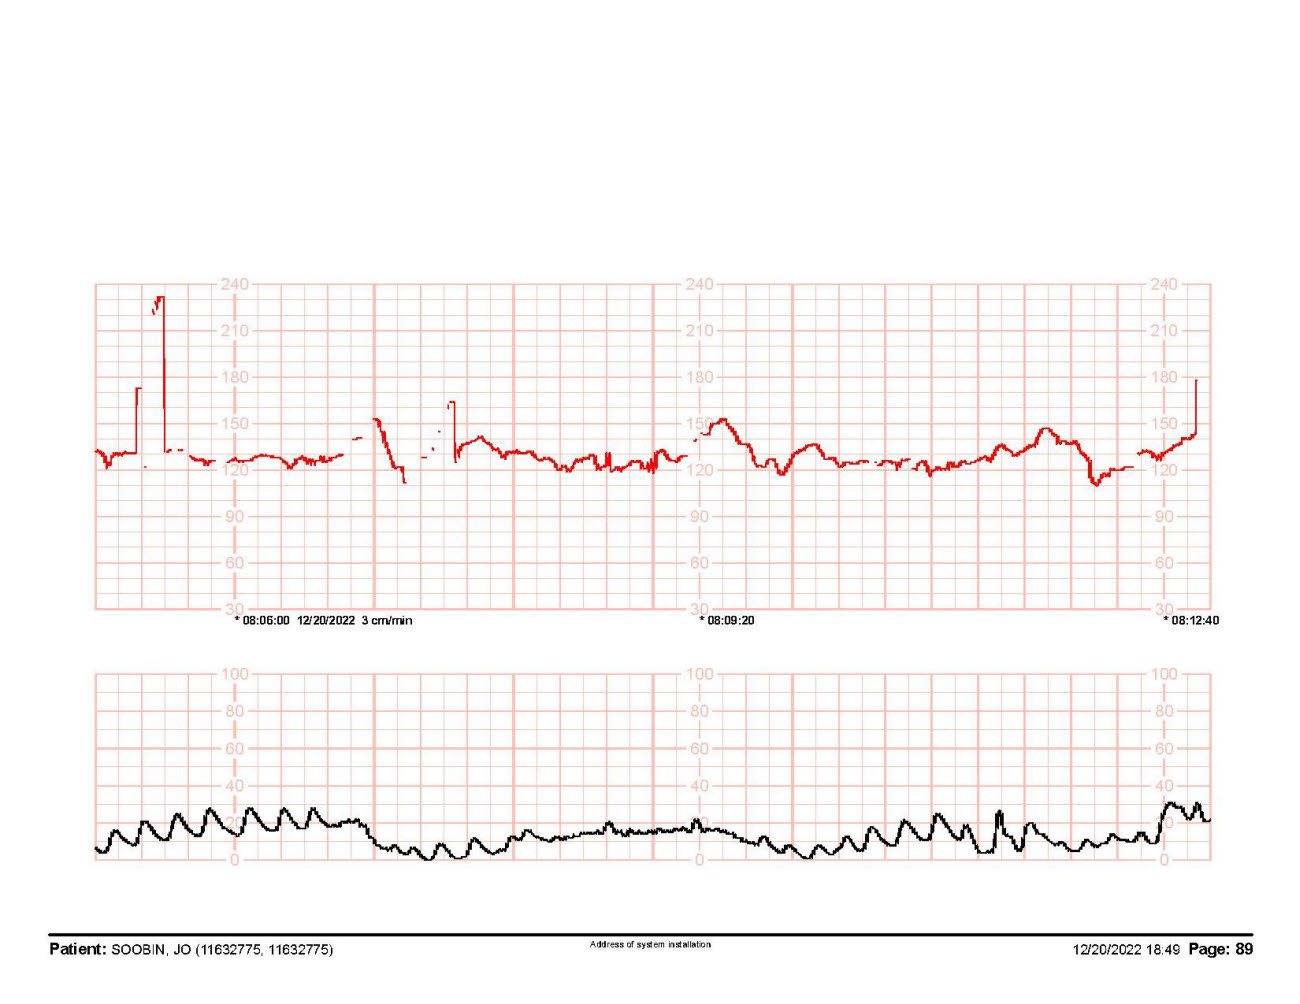 240 240 240
210 210 210
180 180 180
150 150 150
120 120 120
90 90 90
60 60 60
30 30 30
* 08:06:00 12/20/2022 3 cm/min * 08:09:20 * 08:12:40
100 100 100
80 80 80
60 60 60
40 40 40
20 20 20
0 0 0
Patient: SOOBIN, JO (11632775, 11632775) Address of system installation 12/20/2022 18:49 Page: 89